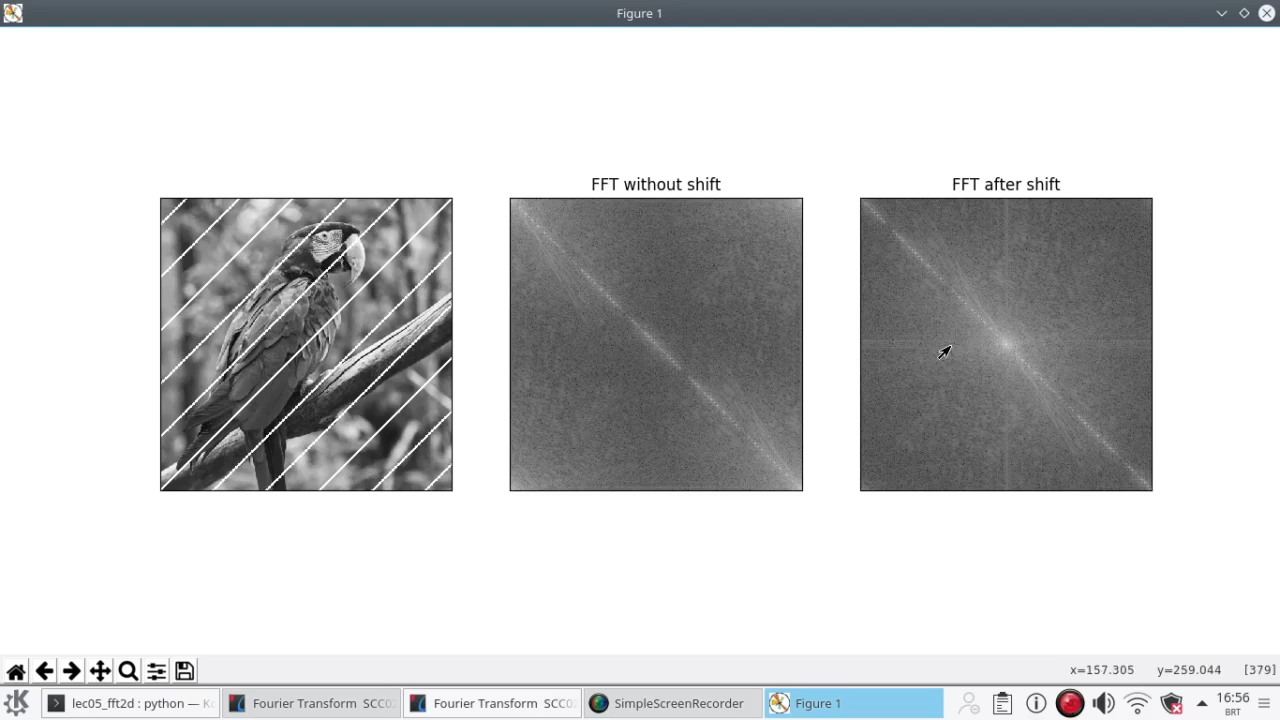 Figure 1
FFT without shift
FFT after shift
x=157.305 y=259.044 [379]
lec05_fft2d : python — K
Fourier Transform SCC0
Fourier Transform SCC0
SimpleScreenRecorder
Figure 1
16:56
BRT